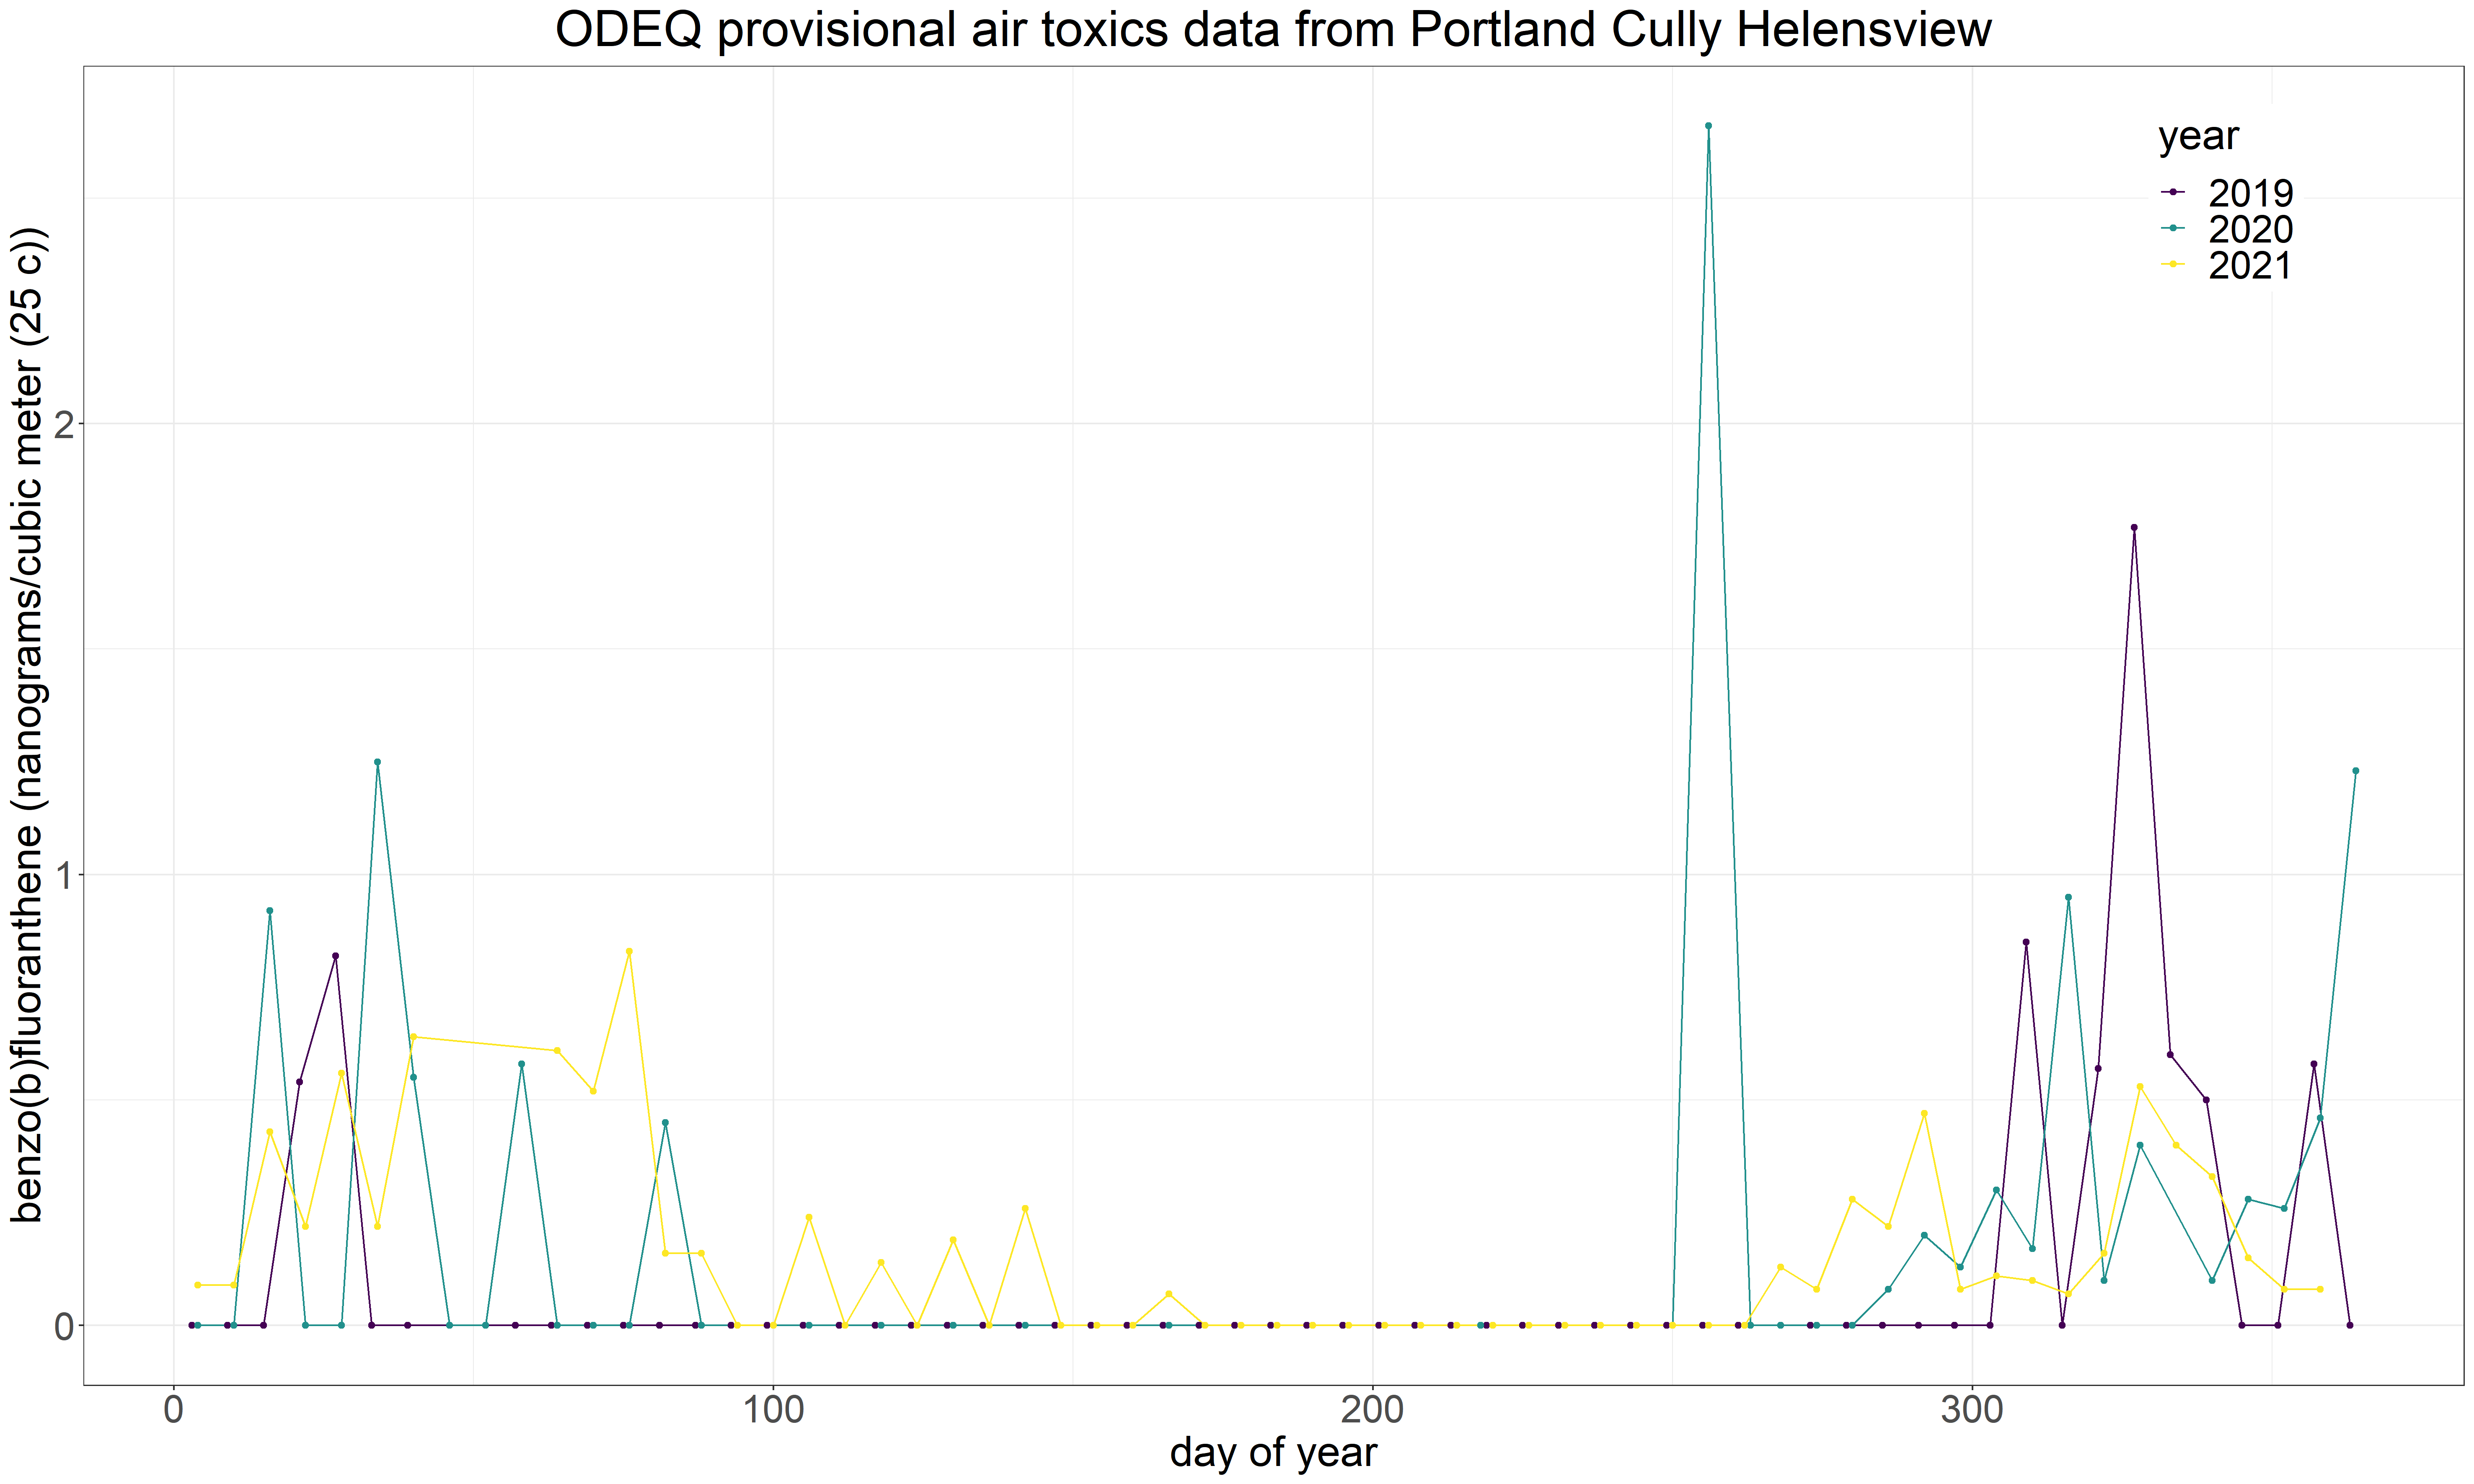 ODEQ provisional air toxics data from Portland Cully Helensview
benzo(b)fluoranthene (nanograms/cubic meter (25 c))
2
1
0
year
2019
2020
2021
0 100 200 300
day of year